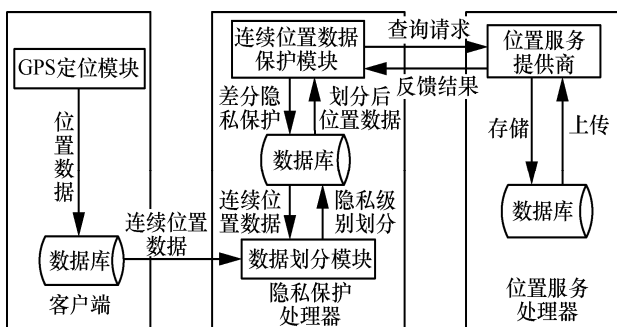 GPS定位模块
位置数据
数据库
客户端
连续位置
数据
连续位置数据
保护模块
差分隐
私保护
划分后
位置数据
数据库
连续位
置数据
隐私级
别划分
数据划分模块
隐私保护
处理器
查询请求
反馈结果
位置服务
提供商
存储
上传
数据库
位置服务
处理器